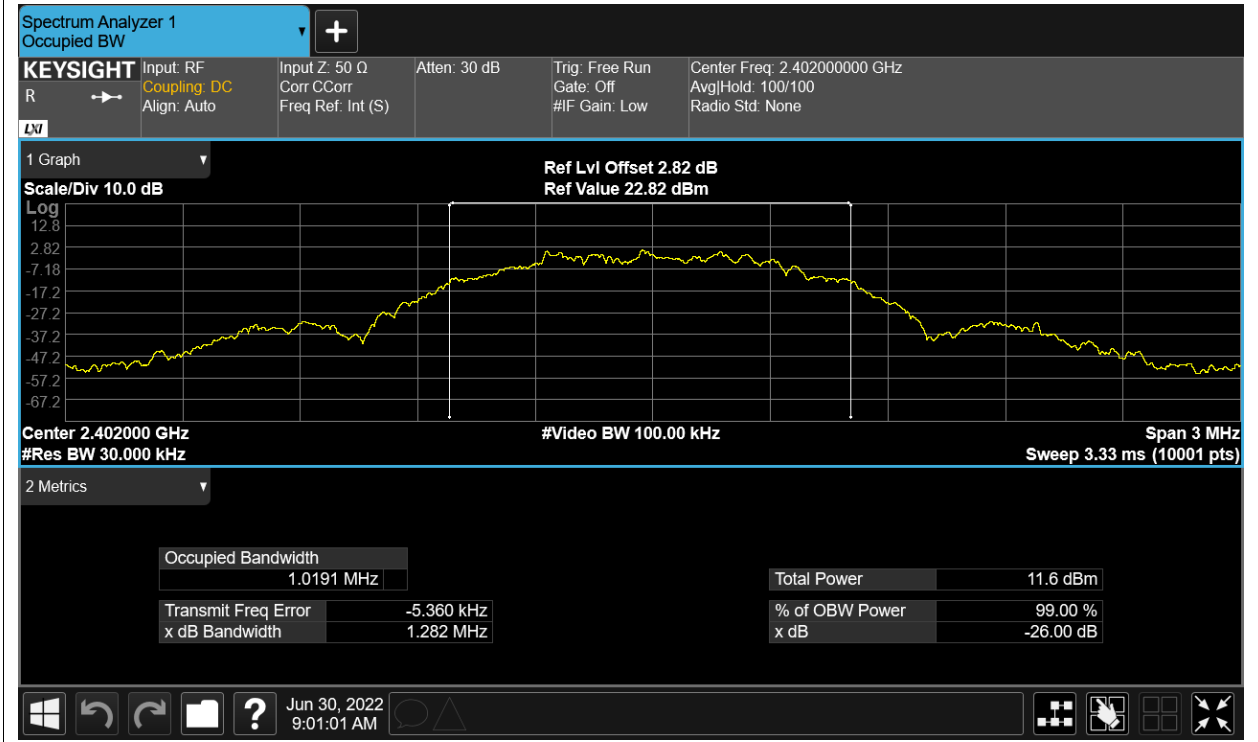 Spectrum Analyzer 1
Occupied BW
KEYSIGHT
R
LXI
Input: RF
Coupling: DC
Align: Auto
Input Z: 50 Ω
Corr CCorr
Freq Ref: Int (S)
Atten: 30 dB
Trig: Free Run
Gate: Off
#IF Gain: Low
Center Freq: 2.402000000 GHz
Avg|Hold: 100/100
Radio Std: None
1 Graph
Scale/Div 10.0 dB
Ref Lvl Offset 2.82 dB
Ref Value 22.82 dBm
Log
12.8
2.82
-7.18
-17.2
-27.2
-37.2
-47.2
-57.2
-67.2
Center 2.402000 GHz
#Res BW 30.000 kHz
#Video BW 100.00 kHz
Span 3 MHz
Sweep 3.33 ms (10001 pts)
2 Metrics
Occupied Bandwidth
1.0191 MHz
Transmit Freq Error -5.360 kHz
x dB Bandwidth 1.282 MHz
Total Power 11.6 dBm
% of OBW Power 99.00 %
x dB -26.00 dB
?
Jun 30, 2022
9:01:01 AM